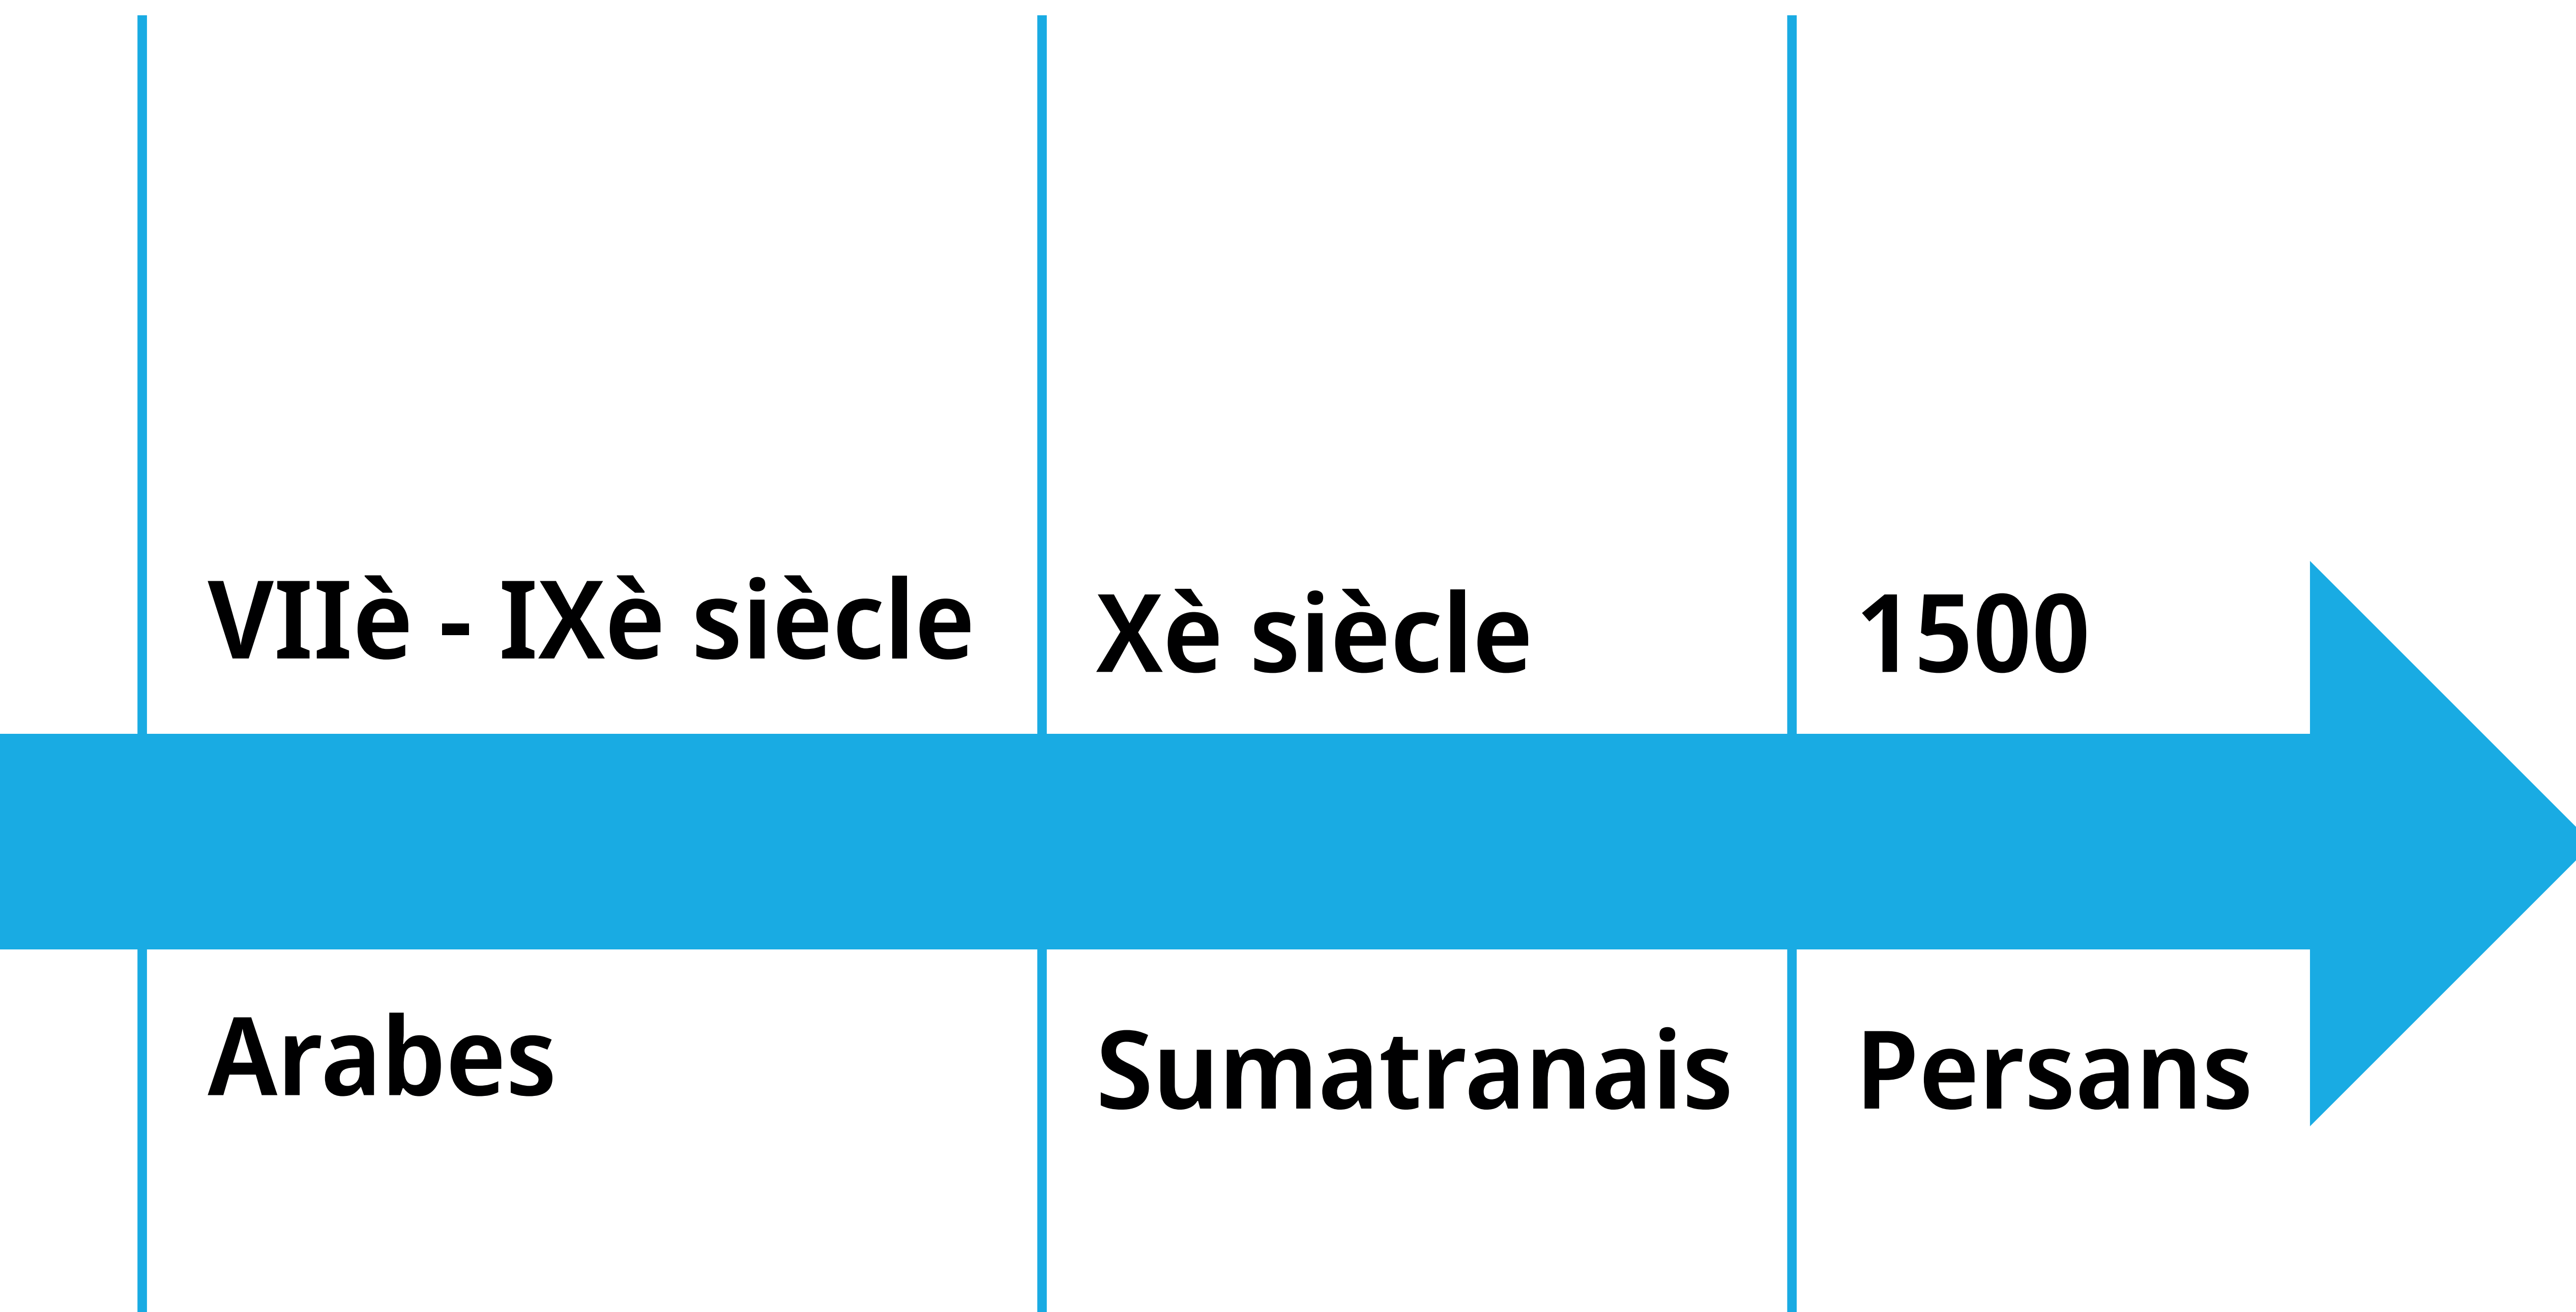 VIIè - IXè siècle
Xè siècle
1500
Arabes
Sumatranais
Persans